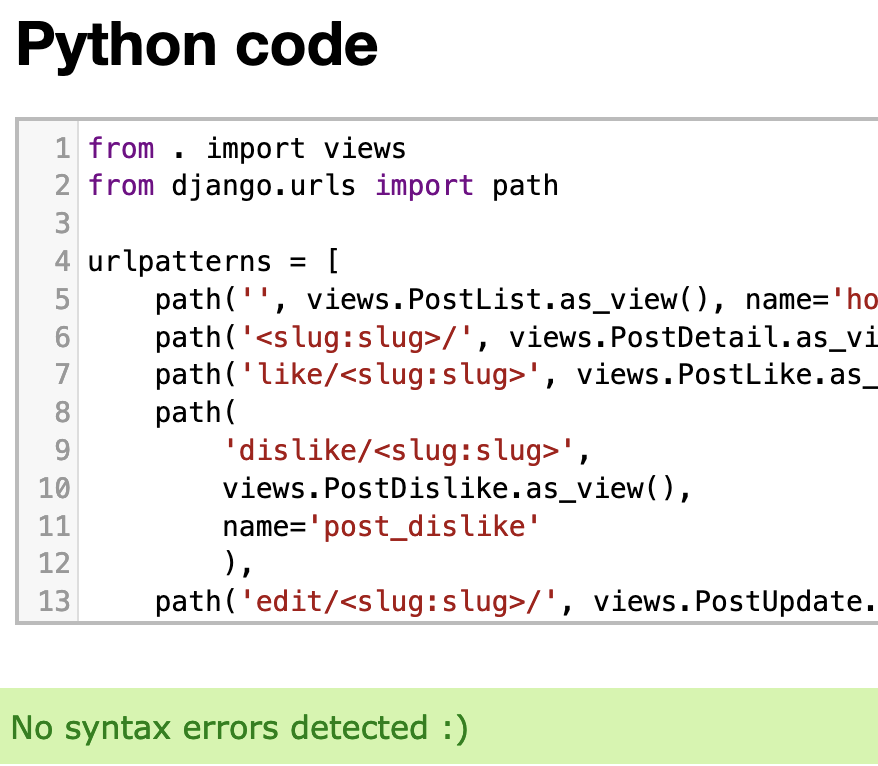 Python code
1 from . import views
2 from django.urls import path
3
4 urlpatterns = [
5     path('', views.PostList.as_view(), name='ho
6     path('<slug:slug>/', views.PostDetail.as_vi
7     path('like/<slug:slug>', views.PostLike.as_
8     path(
9         'dislike/<slug:slug>',
10         views.PostDislike.as_view(),
11         name='post_dislike'
12         ),
13     path('edit/<slug:slug>/', views.PostUpdate.
No syntax errors detected :)